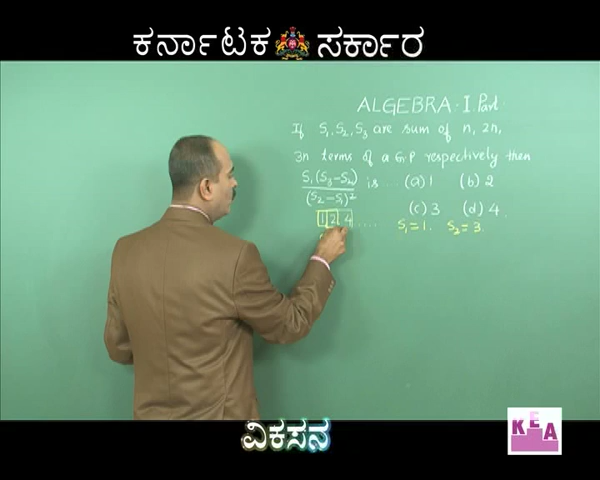 ಕರ್ನಾಟಕ ಸರ್ಕಾರ
ALGEBRA - I Part
If S₁, S₂, S₃ are sum of n, 2n,
3n terms of a G.P respectively then
S₁(S₃-S₂)/(S₂-S₁)² is ... (a) 1 (b) 2
(c) 3 (d) 4.
1 2 4 .... S₁=1. S₂=3.
ವಿಕಸನ
KEA